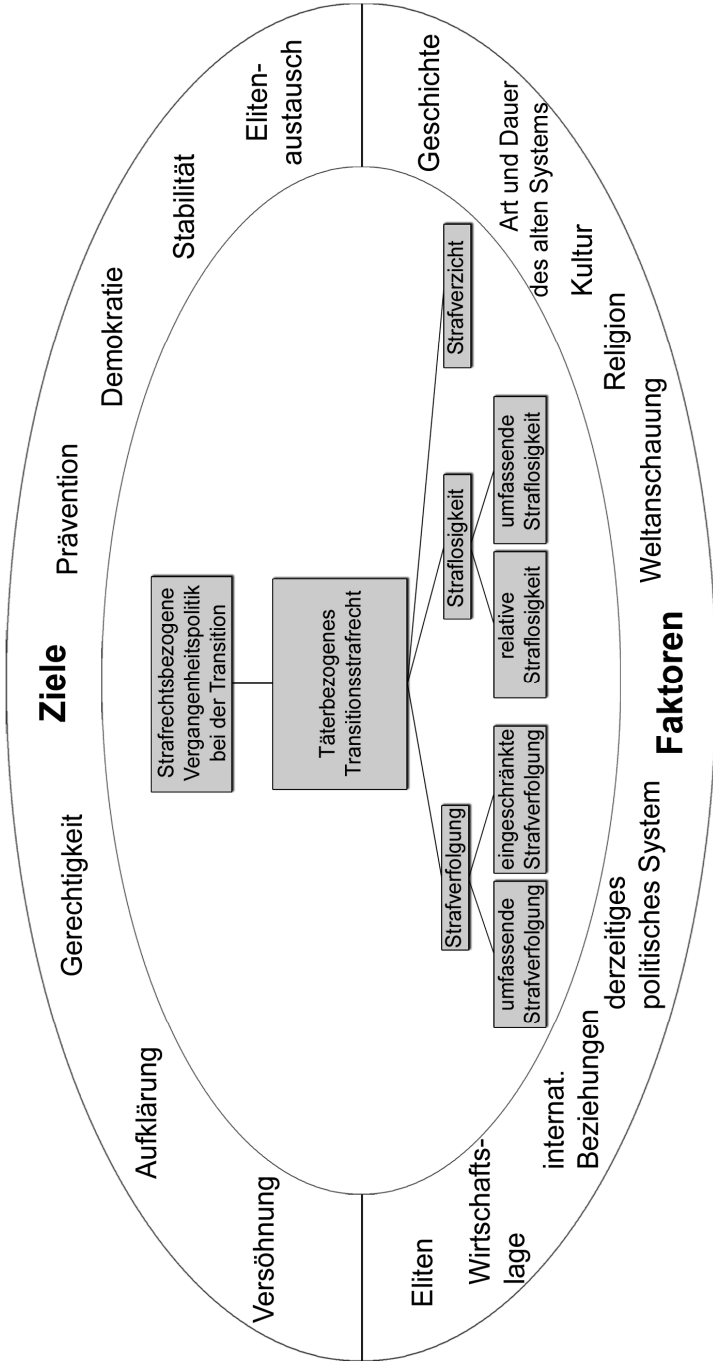 Ziele
Versöhnung
Aufklärung
Gerechtigkeit
Prävention
Demokratie
Stabilität
Eliten-
austausch
Strafrechtsbezogene
Vergangenheitspolitik
bei der Transition
Täterbezogenes
Transitionsstrafrecht
Strafverfolgung
Straflosigkeit
Strafverzicht
umfassende
Strafverfolgung
eingeschränkte
Strafverfolgung
relative
Straflosigkeit
umfassende
Straflosigkeit
Eliten
Wirtschafts-
lage
internat.
Beziehungen
derzeitiges
politisches System
Faktoren
Weltanschauung
Religion
Kultur
Art und Dauer
des alten Systems
Geschichte